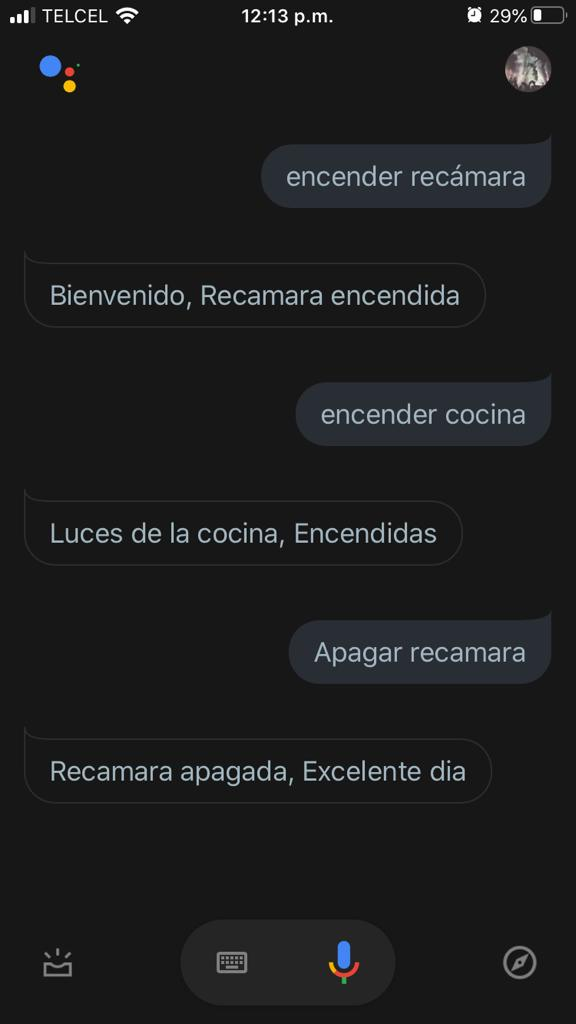 TELCEL 12:13 p.m. 29%
encender recámara
Bienvenido, Recamara encendida
encender cocina
Luces de la cocina, Encendidas
Apagar recamara
Recamara apagada, Excelente dia